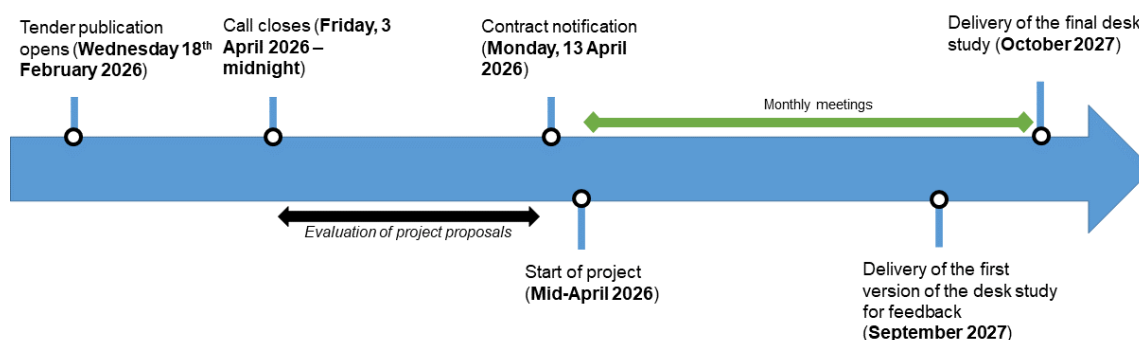 Tender publication
opens (Wednesday 18th
February 2026)
Call closes (Friday, 3
April 2026 –
midnight)
Contract notification
(Monday, 13 April
2026)
Delivery of the final desk
study (October 2027)
Monthly meetings
Evaluation of project proposals
Start of project
(Mid-April 2026)
Delivery of the first
version of the desk study
for feedback
(September 2027)